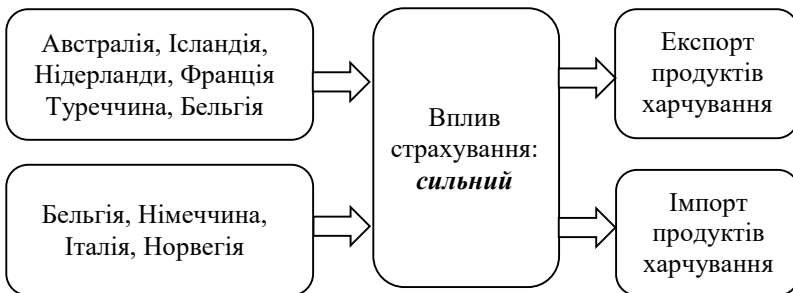 Австралія, Ісландія,
Нідерланди, Франція
Туреччина, Бельгія
Бельгія, Німеччина,
Італія, Норвегія
Вплив
страхування:
сильний
Експорт
продуктів
харчування
Імпорт
продуктів
харчування